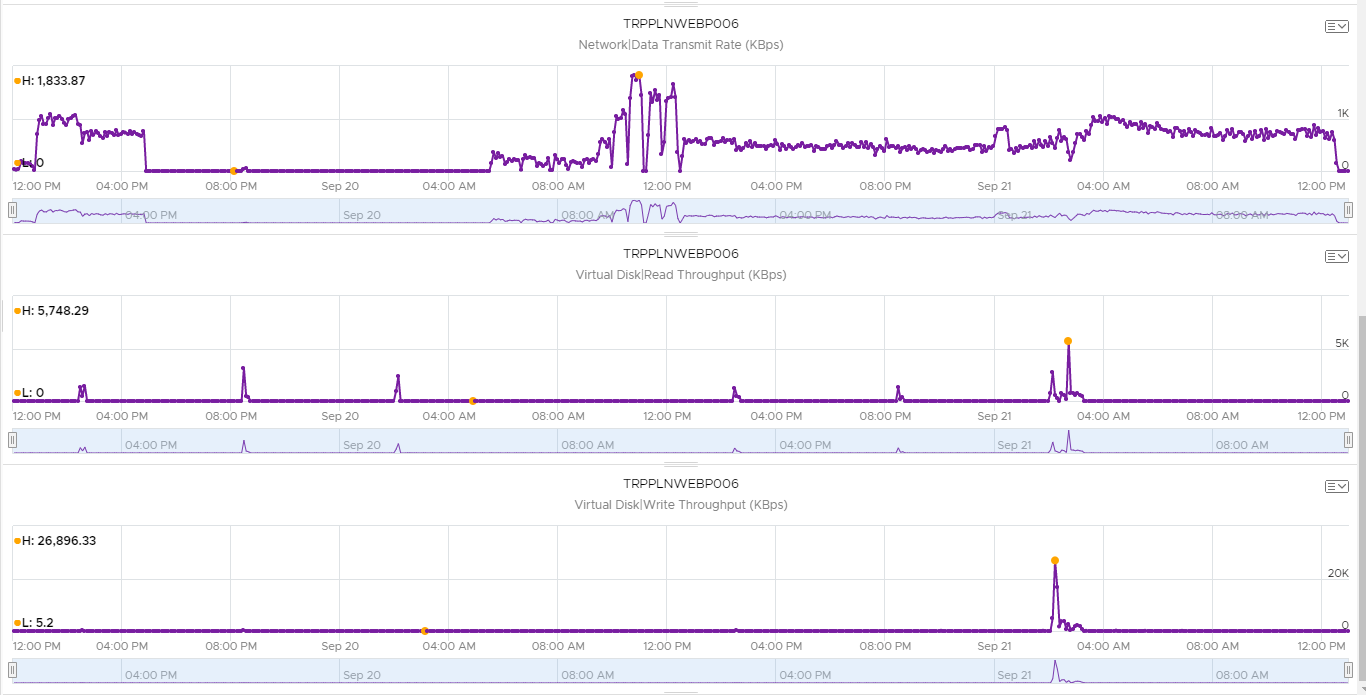 TRPPLNWEBP006
Network|Data Transmit Rate (KBps)
H: 1,833.87
1K
L: 0
0
12:00 PM 04:00 PM 08:00 PM Sep 20 04:00 AM 08:00 AM 12:00 PM 04:00 PM 08:00 PM Sep 21 04:00 AM 08:00 AM 12:00 PM
04:00 PM Sep 20 08:00 AM 04:00 PM Sep 21 08:00 AM
TRPPLNWEBP006
Virtual Disk|Read Throughput (KBps)
H: 5,748.29
5K
L: 0
0
12:00 PM 04:00 PM 08:00 PM Sep 20 04:00 AM 08:00 AM 12:00 PM 04:00 PM 08:00 PM Sep 21 04:00 AM 08:00 AM 12:00 PM
04:00 PM Sep 20 08:00 AM 04:00 PM Sep 21 08:00 AM
TRPPLNWEBP006
Virtual Disk|Write Throughput (KBps)
H: 26,896.33
20K
L: 5.2
0
12:00 PM 04:00 PM 08:00 PM Sep 20 04:00 AM 08:00 AM 12:00 PM 04:00 PM 08:00 PM Sep 21 04:00 AM 08:00 AM 12:00 PM
04:00 PM Sep 20 08:00 AM 04:00 PM Sep 21 08:00 AM